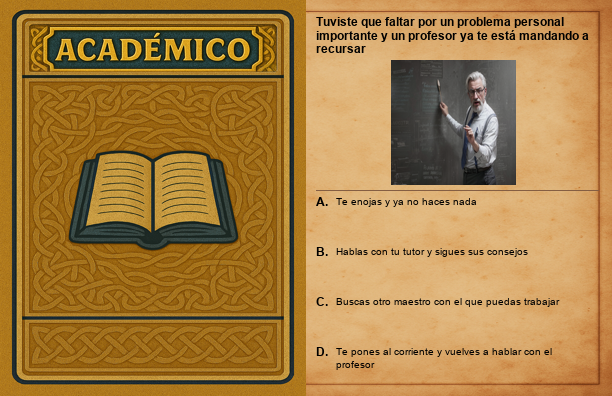 ACADÉMICO
Tuviste que faltar por un problema personal
importante y un profesor ya te está mandando a
recursar
A. Te enojas y ya no haces nada
B. Hablas con tu tutor y sigues sus consejos
C. Buscas otro maestro con el que puedas trabajar
D. Te pones al corriente y vuelves a hablar con el
profesor